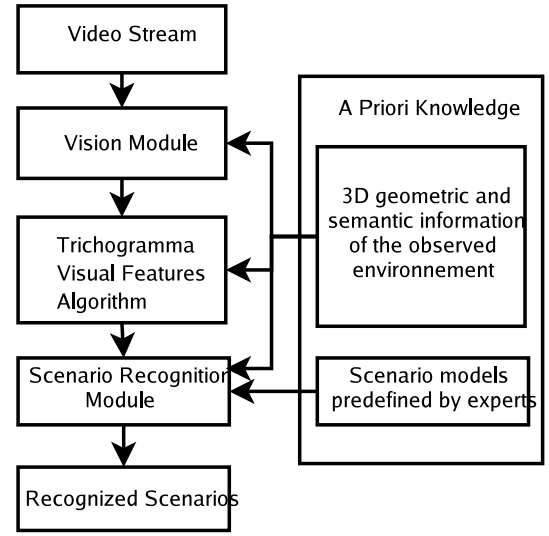 Video Stream
Vision Module
Trichogramma
Visual Features
Algorithm
Scenario Recognition
Module
Recognized Scenarios
A Priori Knowledge
3D geometric and
semantic information
of the observed
environnement
Scenario models
predefined by experts